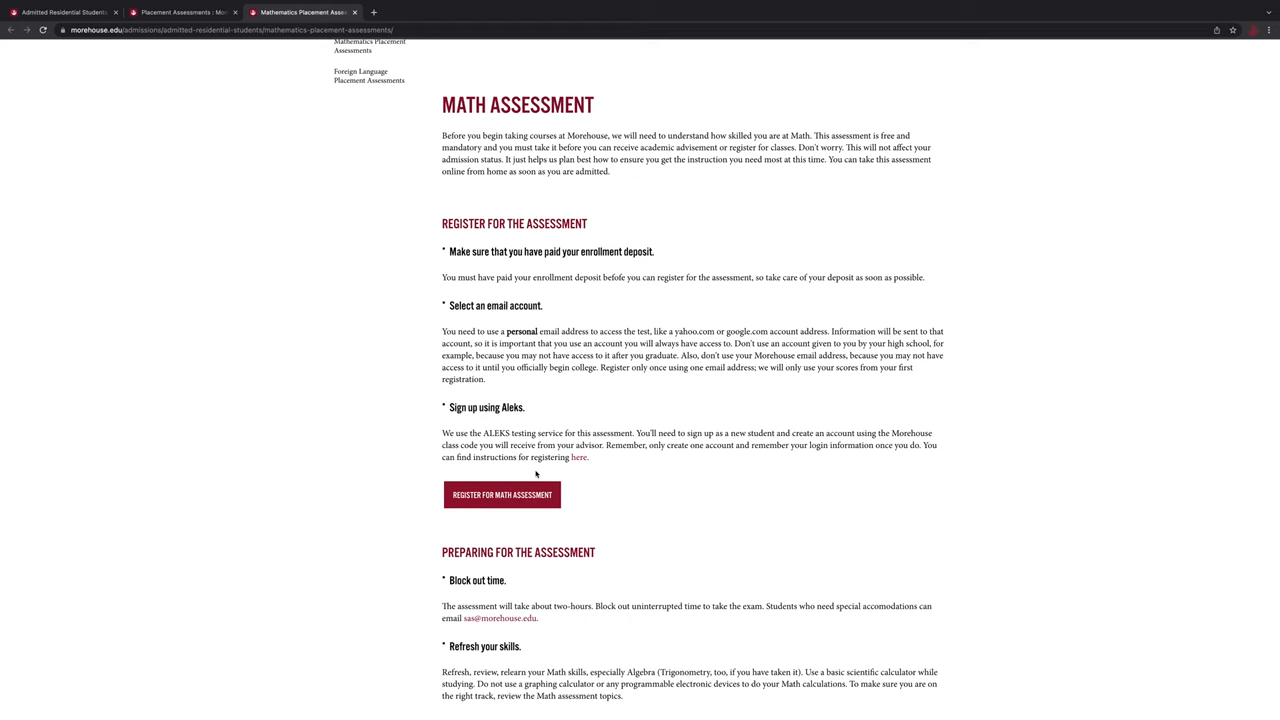 Admitted Residential Students
Placement Assessments : Mor
Mathematics Placement Asses
morehouse.edu/admissions/admitted-residential-students/mathematics-placement-assessments/
Mathematics Placement
Assessments
Foreign Language
Placement Assessments
MATH ASSESSMENT
Before you begin taking courses at Morehouse, we will need to understand how skilled you are at Math. This assessment is free and
mandatory and you must take it before you can receive academic advisement or register for classes. Don't worry. This will not affect your
admission status. It just helps us plan best how to ensure you get the instruction you need most at this time. You can take this assessment
online from home as soon as you are admitted.
REGISTER FOR THE ASSESSMENT
* Make sure that you have paid your enrollment deposit.
You must have paid your enrollment deposit befofe you can register for the assessment, so take care of your deposit as soon as possible.
* Select an email account.
You need to use a personal email address to access the test, like a yahoo.com or google.com account address. Information will be sent to that
account, so it is important that you use an account you will always have access to. Don't use an account given to you by your high school, for
example, because you may not have access to it after you graduate. Also, don't use your Morehouse email address, because you may not have
access to it until you officially begin college. Register only once using one email address; we will only use your scores from your first
registration.
* Sign up using Aleks.
We use the ALEKS testing service for this assessment. You'll need to sign up as a new student and create an account using the Morehouse
class code you will receive from your advisor. Remember, only create one account and remember your login information once you do. You
can find instructions for registering here.
REGISTER FOR MATH ASSESSMENT
PREPARING FOR THE ASSESSMENT
* Block out time.
The assessment will take about two-hours. Block out uninterrupted time to take the exam. Students who need special accomodations can
email sas@morehouse.edu.
* Refresh your skills.
Refresh, review, relearn your Math skills, especially Algebra (Trigonometry, too, if you have taken it). Use a basic scientific calculator while
studying. Do not use a graphing calculator or any programmable electronic devices to do your Math calculations. To make sure you are on
the right track, review the Math assessment topics.